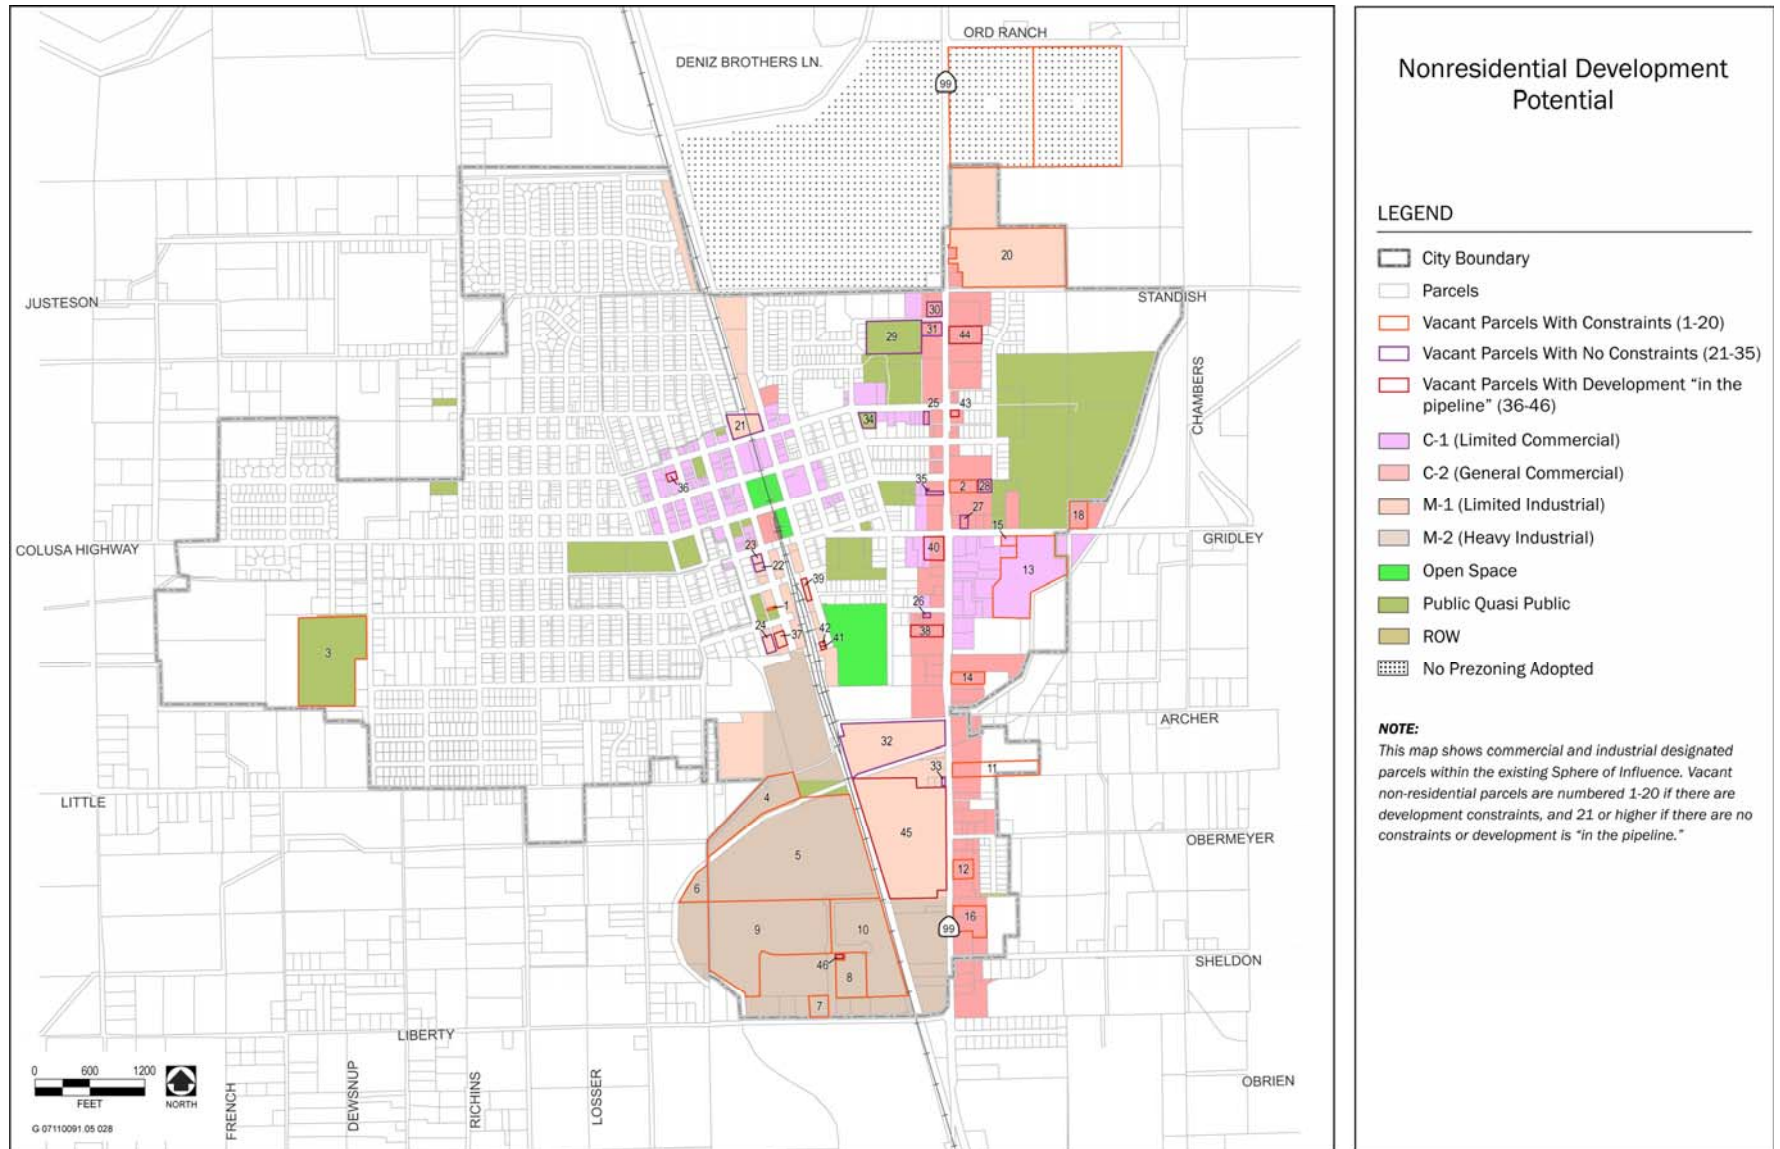 ORD RANCH
DENIZ BROTHERS LN.
99
20
JUSTESON
STANDISH
30
31
29
44
CHAMBERS
25
43
34
21
36
35
2
28
27
18
15
COLUSA HIGHWAY
GRIDLEY
23
22
40
13
39
1
26
24
37
42
41
38
3
14
ARCHER
32
11
33
4
LITTLE
45
5
OBERMEYER
12
6
16
9
10
99
46
8
SHELDON
7
LIBERTY
0 600 1200
FEET
NORTH
FRENCH
DEWSNUP
RICHINS
LOSSER
OBRIEN
G 07110091.05 028
Nonresidential Development
Potential
LEGEND
City Boundary
Parcels
Vacant Parcels With Constraints (1-20)
Vacant Parcels With No Constraints (21-35)
Vacant Parcels With Development “in the
pipeline” (36-46)
C-1 (Limited Commercial)
C-2 (General Commercial)
M-1 (Limited Industrial)
M-2 (Heavy Industrial)
Open Space
Public Quasi Public
ROW
No Prezoning Adopted
NOTE:
This map shows commercial and industrial designated
parcels within the existing Sphere of Influence. Vacant
non-residential parcels are numbered 1-20 if there are
development constraints, and 21 or higher if there are no
constraints or development is “in the pipeline.”